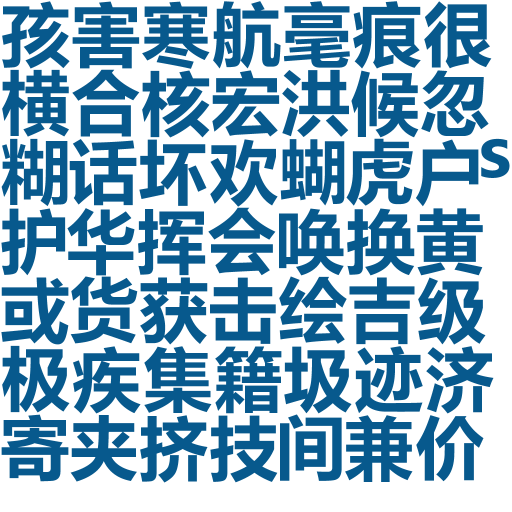 孩害寒航毫痕很
横合核宏洪候忽
糊话坏欢蝴虎户s
护华挥会唤换黄
或货获击绘吉级
极疾集籍圾迹济
寄夹挤技间兼价